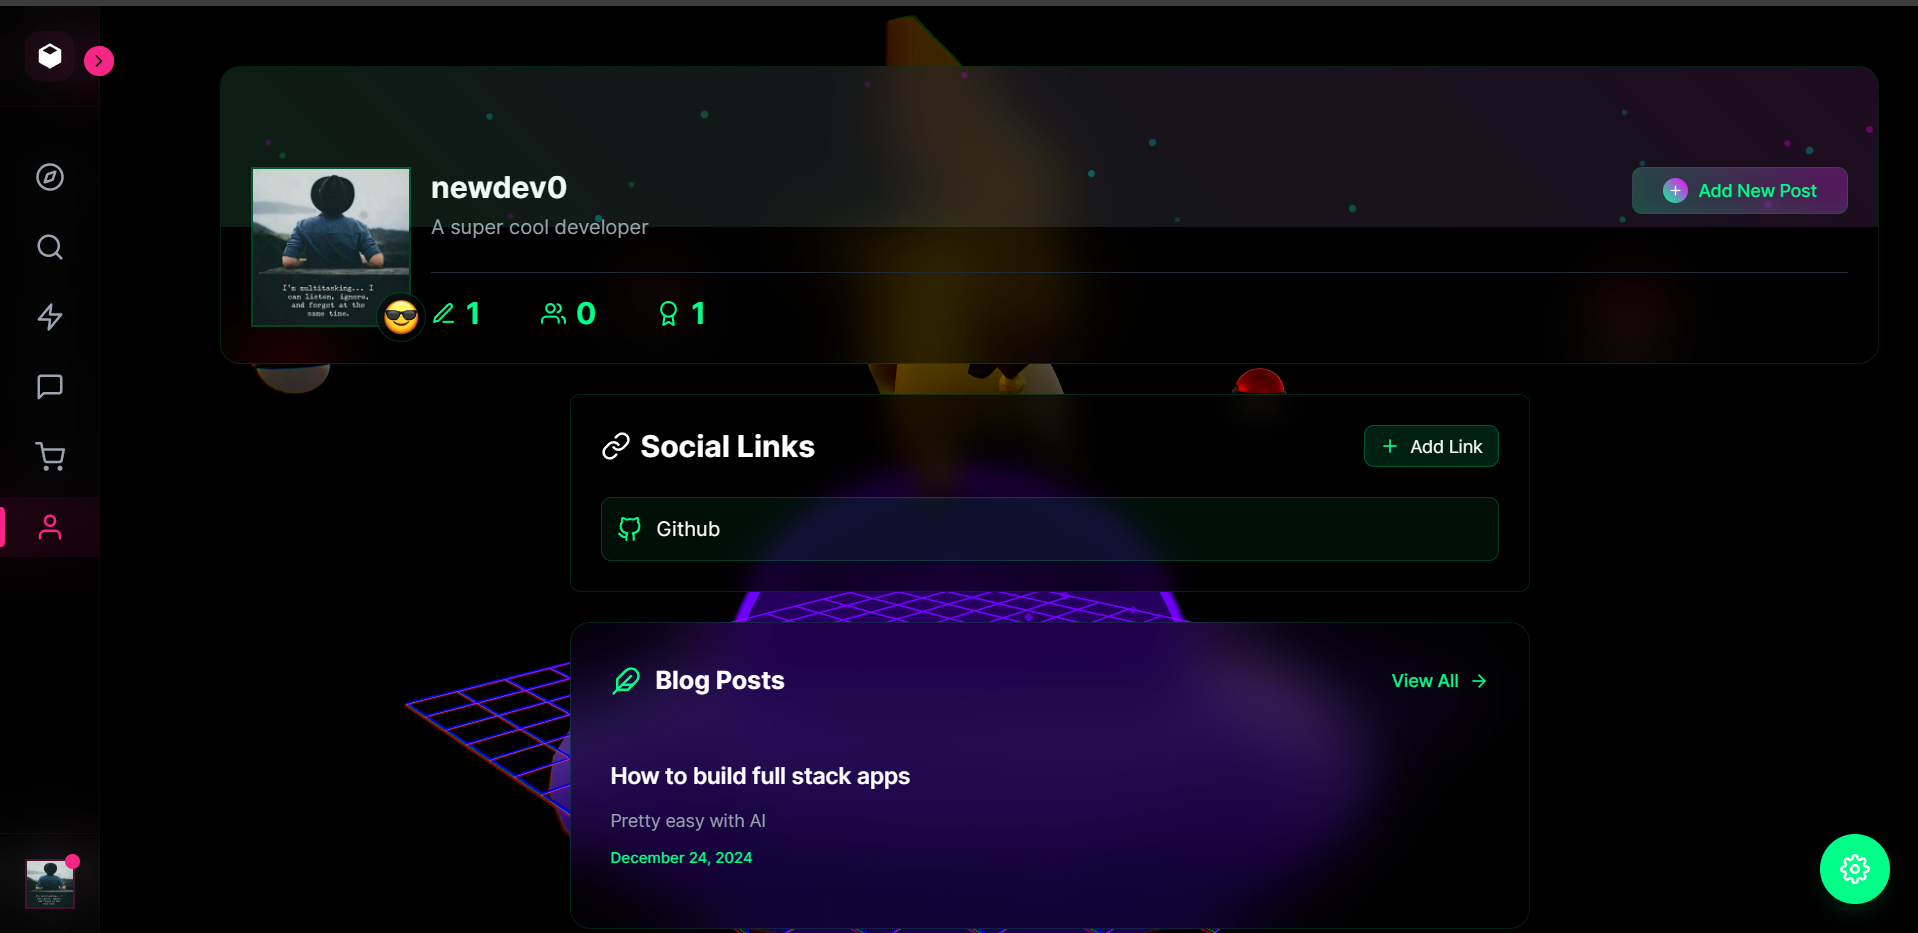 newdev0
A super cool developer
Add New Post
I'm multitasking... I
can listen, ignore,
and forget at the
same time.
1
0
1
Social Links
Add Link
Github
Blog Posts
View All
How to build full stack apps
Pretty easy with AI
December 24, 2024